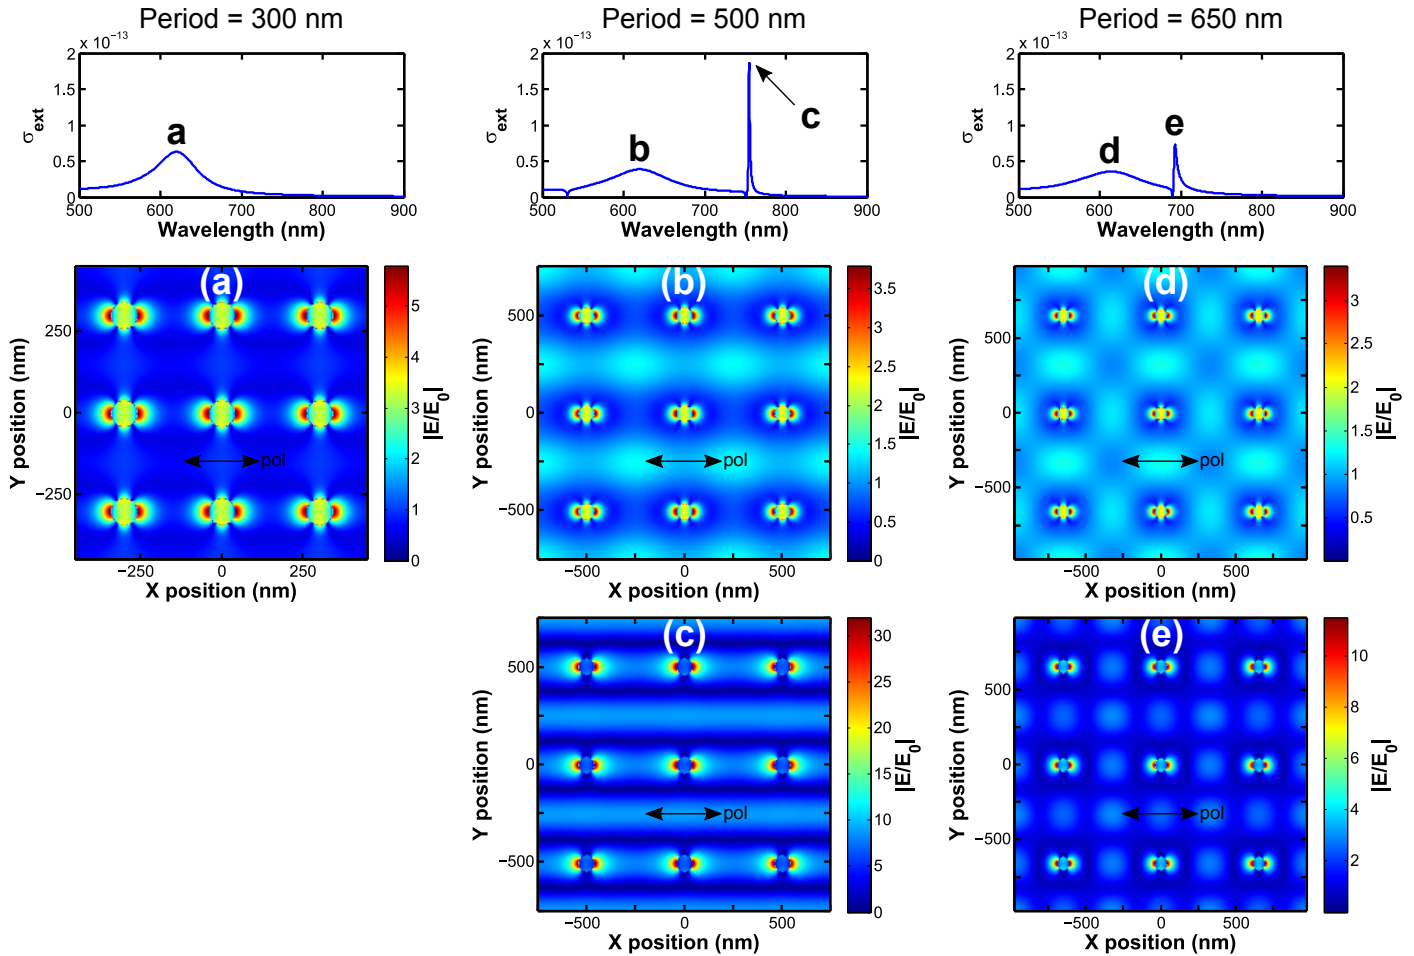 Period = 300 nm
Period = 500 nm
Period = 650 nm
x 10⁻¹³
2
1.5
1
0.5
0
σext
a
500 600 700 800 900
Wavelength (nm)
x 10⁻¹³
2
1.5
1
0.5
0
σext
b
c
500 600 700 800 900
Wavelength (nm)
x 10⁻¹³
2
1.5
1
0.5
0
σext
d
e
500 600 700 800 900
Wavelength (nm)
(a)
250
0
−250
Y position (nm)
pol
−250 0 250
X position (nm)
5
4
3
2
1
0
|E/E₀|
(b)
500
0
−500
Y position (nm)
pol
−500 0 500
X position (nm)
3.5
3
2.5
2
1.5
1
0.5
0
|E/E₀|
(d)
500
0
−500
Y position (nm)
pol
−500 0 500
X position (nm)
3
2.5
2
1.5
1
0.5
|E/E₀|
(c)
500
0
−500
Y position (nm)
pol
−500 0 500
X position (nm)
30
25
20
15
10
5
0
|E/E₀|
(e)
500
0
−500
Y position (nm)
pol
−500 0 500
X position (nm)
10
8
6
4
2
|E/E₀|